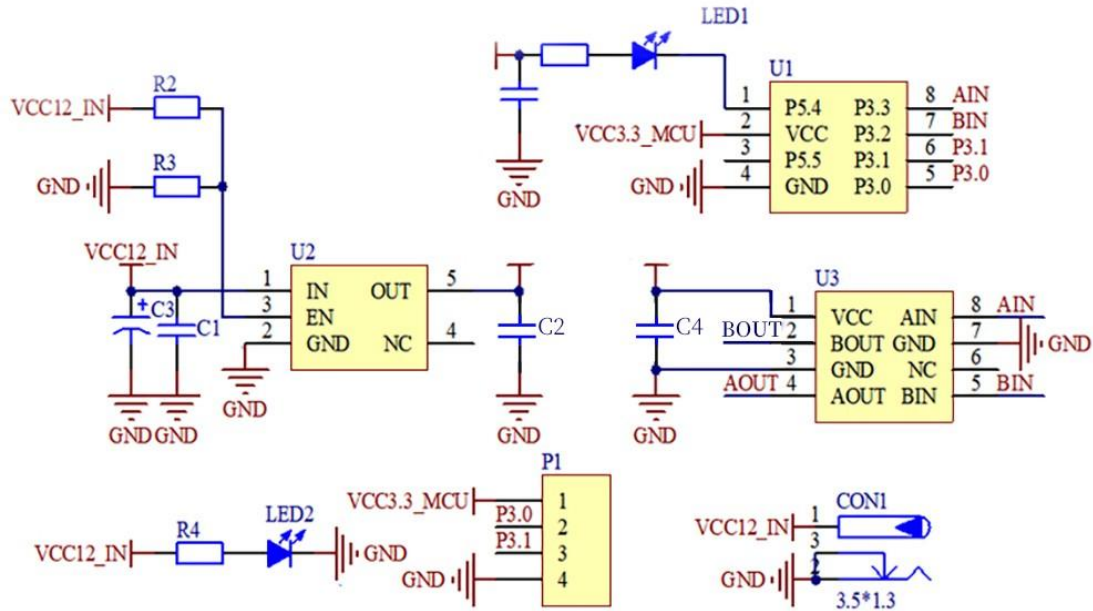 LED1
R2
VCC12_IN
R3
GND
GND
U1
1 P5.4 P3.3 8 AIN
VCC3.3_MCU 2 VCC P3.2 7 BIN
3 P5.5 P3.1 6 P3.1
GND 4 GND P3.0 5 P3.0
VCC12_IN
U2
1 IN OUT 5
3 EN
2 GND NC 4
+ C3
C1
C2
GND GND
GND
GND
U3
C4
1 VCC AIN 8 AIN
BOUT 2 BOUT GND 7 GND
3 GND NC 6
AOUT 4 AOUT BIN 5 BIN
GND
R4
LED2
VCC12_IN
GND
P1
VCC3.3_MCU 1
P3.0 2
P3.1 3
GND 4
CON1
VCC12_IN 1
3
GND 2
3.5*1.3